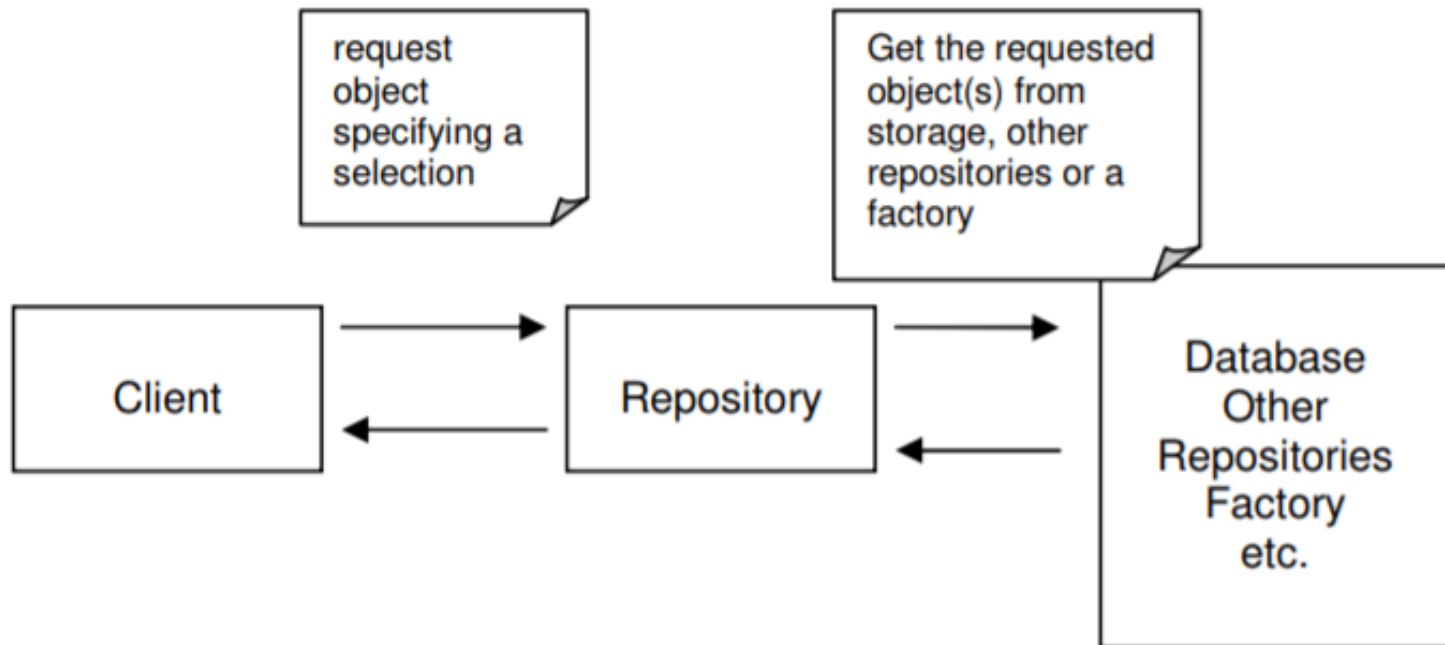 request
object
specifying a
selection
Get the requested
object(s) from
storage, other
repositories or a
factory
Client
Repository
Database
Other
Repositories
Factory
etc.